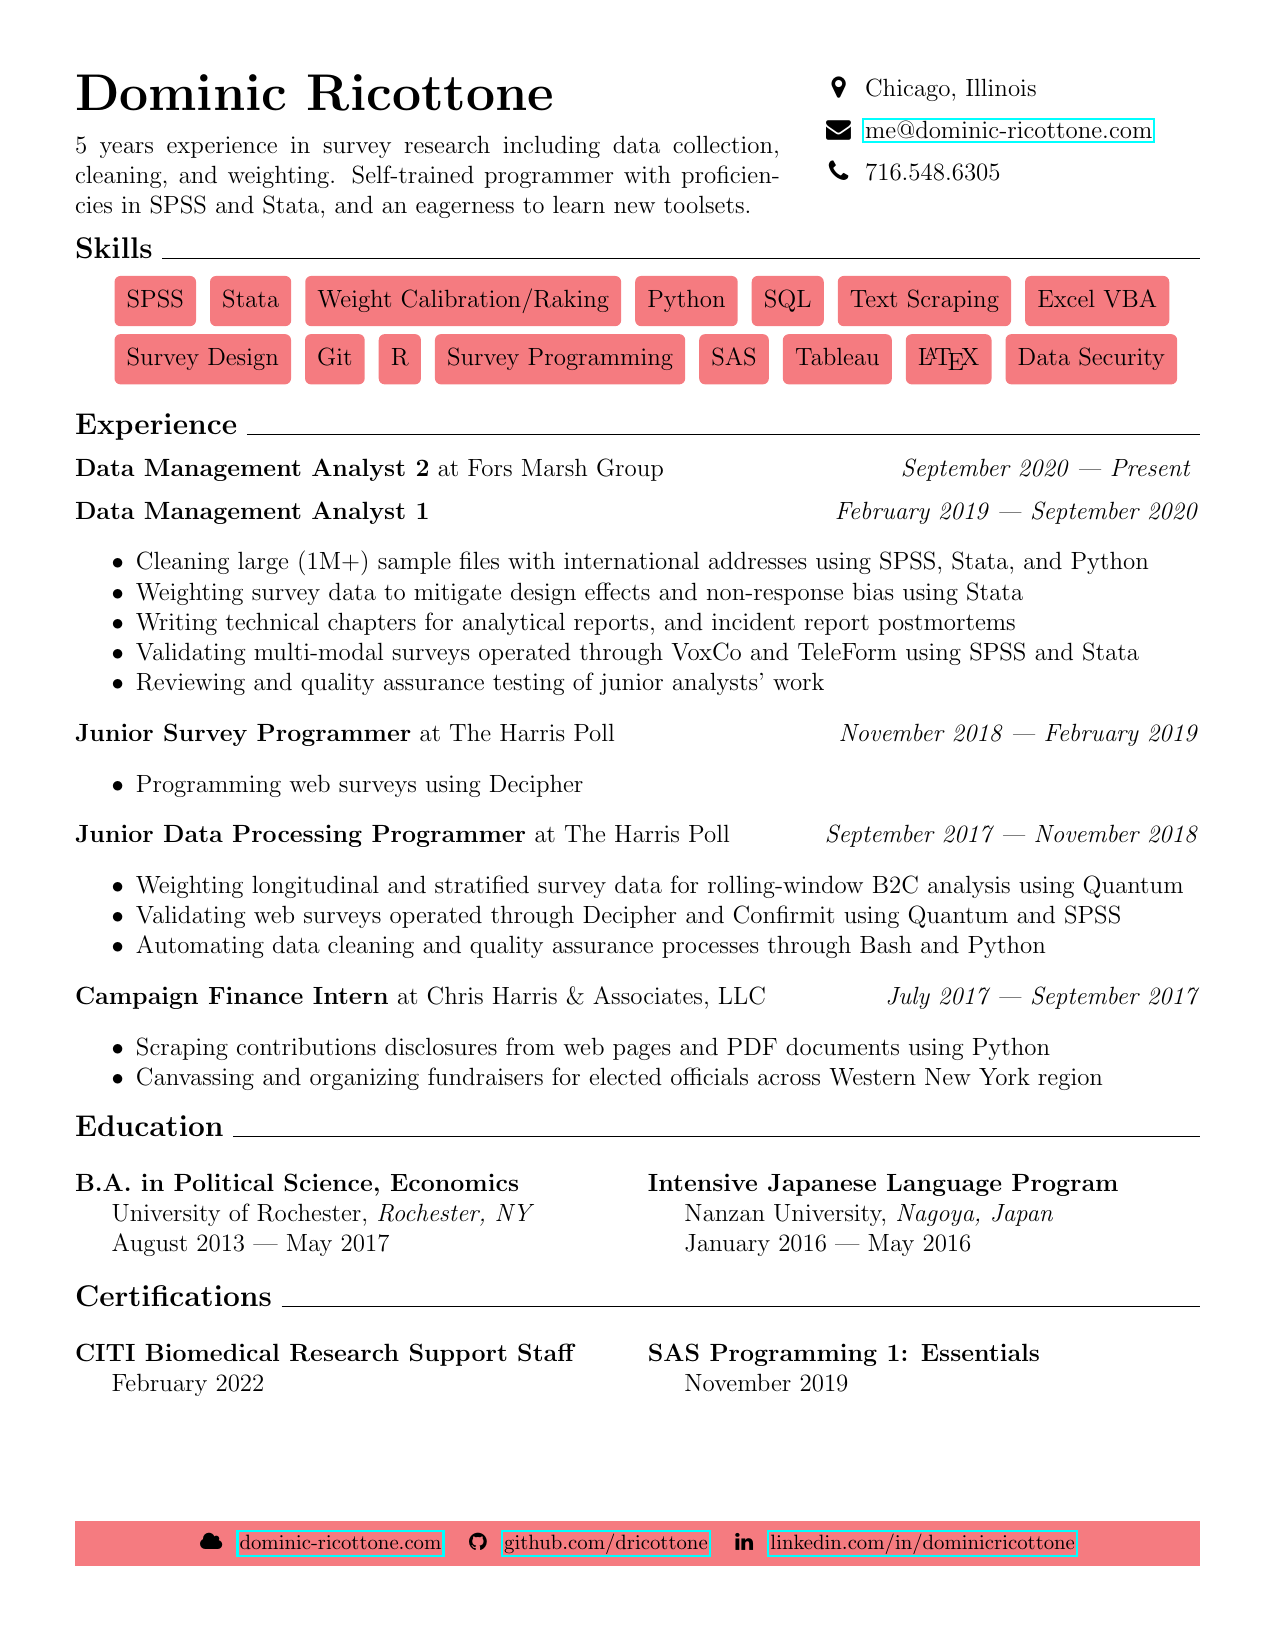 Dominic Ricottone
5 years experience in survey research including data collection,
cleaning, and weighting. Self-trained programmer with proficien-
cies in SPSS and Stata, and an eagerness to learn new toolsets.
Chicago, Illinois
me@dominic-ricottone.com
716.548.6305
Skills
SPSS Stata Weight Calibration/Raking Python SQL Text Scraping Excel VBA
Survey Design Git R Survey Programming SAS Tableau LATEX Data Security
Experience
Data Management Analyst 2 at Fors Marsh Group September 2020 — Present
Data Management Analyst 1 February 2019 — September 2020
• Cleaning large (1M+) sample files with international addresses using SPSS, Stata, and Python
• Weighting survey data to mitigate design effects and non-response bias using Stata
• Writing technical chapters for analytical reports, and incident report postmortems
• Validating multi-modal surveys operated through VoxCo and TeleForm using SPSS and Stata
• Reviewing and quality assurance testing of junior analysts' work
Junior Survey Programmer at The Harris Poll November 2018 — February 2019
• Programming web surveys using Decipher
Junior Data Processing Programmer at The Harris Poll September 2017 — November 2018
• Weighting longitudinal and stratified survey data for rolling-window B2C analysis using Quantum
• Validating web surveys operated through Decipher and Confirmit using Quantum and SPSS
• Automating data cleaning and quality assurance processes through Bash and Python
Campaign Finance Intern at Chris Harris & Associates, LLC July 2017 — September 2017
• Scraping contributions disclosures from web pages and PDF documents using Python
• Canvassing and organizing fundraisers for elected officials across Western New York region
Education
B.A. in Political Science, Economics
University of Rochester, Rochester, NY
August 2013 — May 2017
Intensive Japanese Language Program
Nanzan University, Nagoya, Japan
January 2016 — May 2016
Certifications
CITI Biomedical Research Support Staff
February 2022
SAS Programming 1: Essentials
November 2019
dominic-ricottone.com github.com/dricottone linkedin.com/in/dominicricottone